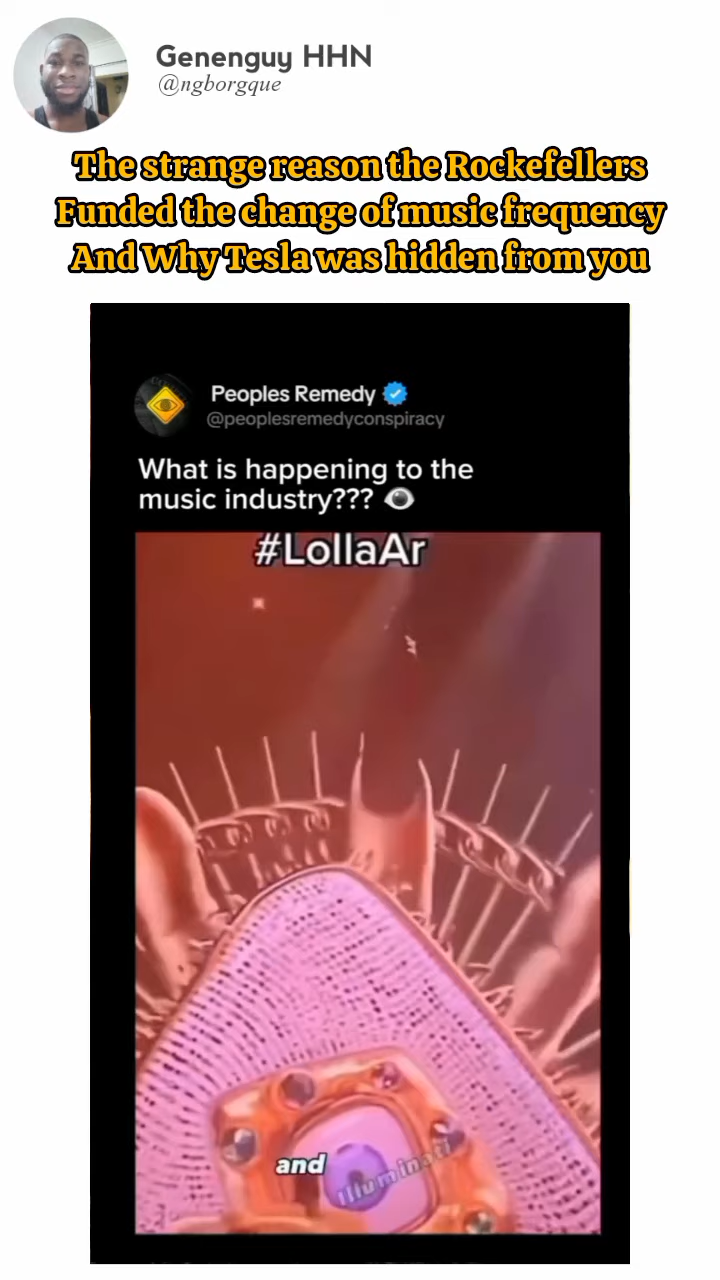 Genenguy HHN
@ngborgque
The strange reason the Rockefellers
Funded the change of music frequency
And Why Tesla was hidden from you
Peoples Remedy
@peoplesremedyconspiracy
What is happening to the
music industry??? 👁
#LollaAr
and
Illuminati